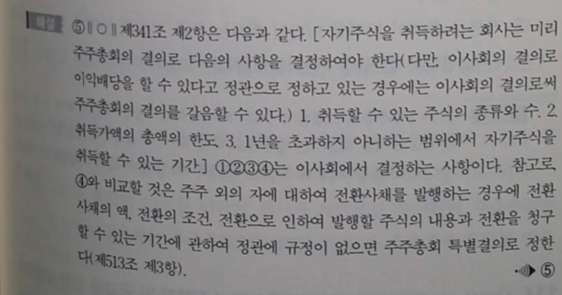 해설 ⑤ ‖○‖ 제341조 제2항은 다음과 같다. [자기주식을 취득하려는 회사는 미리
주주총회의 결의로 다음의 사항을 결정하여야 한다(다만, 이사회의 결의로
이익배당을 할 수 있다고 정관으로 정하고 있는 경우에는 이사회의 결의로써
주주총회의 결의를 갈음할 수 있다.) 1. 취득할 수 있는 주식의 종류와 수. 2.
취득가액의 총액의 한도. 3. 1년을 초과하지 아니하는 범위에서 자기주식을
취득할 수 있는 기간.] ①②③④는 이사회에서 결정하는 사항이다. 참고로,
④와 비교할 것은 주주 외의 자에 대하여 전환사채를 발행하는 경우에 전환
사채의 액, 전환의 조건, 전환으로 인하여 발행할 주식의 내용과 전환을 청구
할 수 있는 기간에 관하여 정관에 규정이 없으면 주주총회 특별결의로 정한
다(제513조 제3항).
⑤